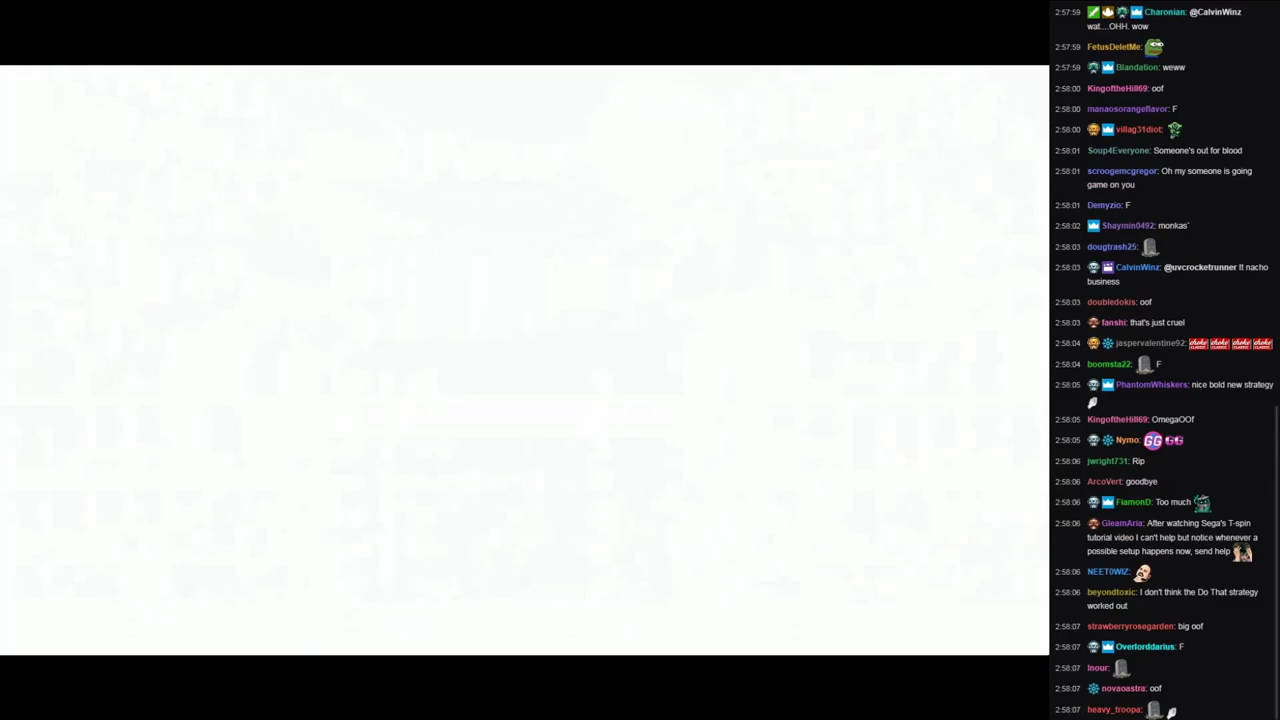 2:57:59 Charonian: @CalvinWinz
wat....OHH. wow
2:57:59 FetusDeletMe:
2:57:59 Blandation: weww
2:58:00 KingoftheHill69: oof
2:58:00 manaosorangeflavor: F
2:58:00 villag31diot:
2:58:01 Soup4Everyone: Someone's out for blood
2:58:01 scroogemcgregor: Oh my someone is going
game on you
2:58:01 Demyzio: F
2:58:02 Shaymin0492: monkas'
2:58:03 dougtrash25:
2:58:03 CalvinWinz: @uvcrocketrunner It nacho
business
2:58:03 doubledokis: oof
2:58:03 fanshi: that's just cruel
2:58:04 jaspervalentine92:
2:58:04 boomsta22: F
2:58:05 PhantomWhiskers: nice bold new strategy
2:58:05 KingoftheHill69: OmegaOOf
2:58:05 Nymo: GG GG
2:58:06 jwright731: Rip
2:58:06 ArcoVert: goodbye
2:58:06 FiamonD: Too much
2:58:06 GleamAria: After watching Sega's T-spin
tutorial video I can't help but notice whenever a
possible setup happens now, send help
2:58:06 NEET0WIZ:
2:58:06 beyondtoxic: I don't think the Do That strategy
worked out
2:58:07 strawberryrosegarden: big oof
2:58:07 Overlorddarius: F
2:58:07 Inour:
2:58:07 novaoastra: oof
2:58:07 heavy_troopa: